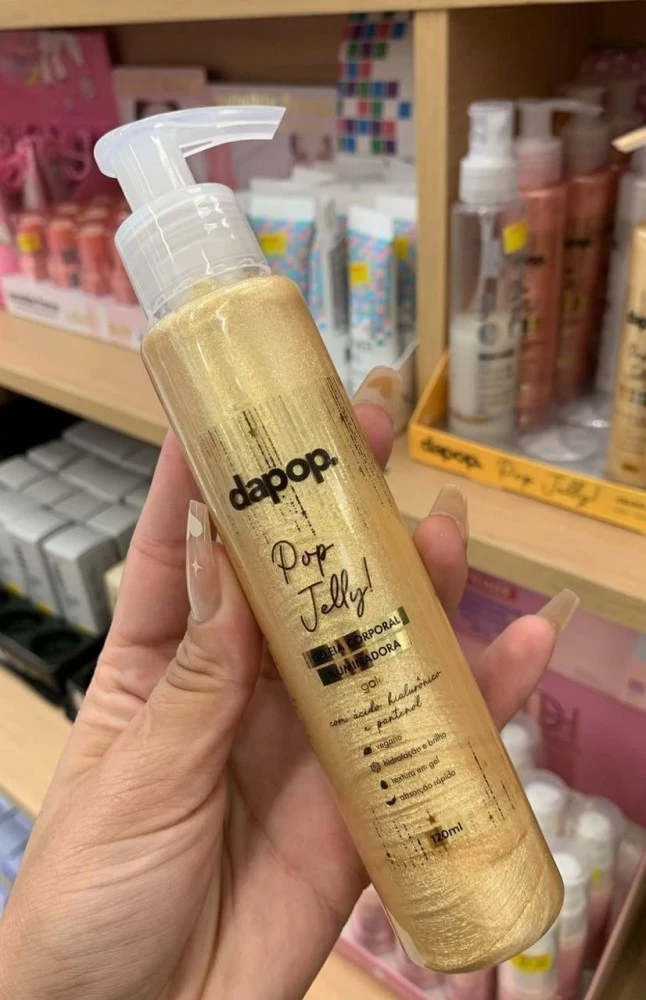 dapop.
Pop
Jelly!
GELEIA CORPORAL
ILUMINADORA
com ácido hialurônico
e pantenol
vegano
hidratação e brilho
textura em gel
absorção rápida
120ml
dapop.
dapop. Pop Jelly!